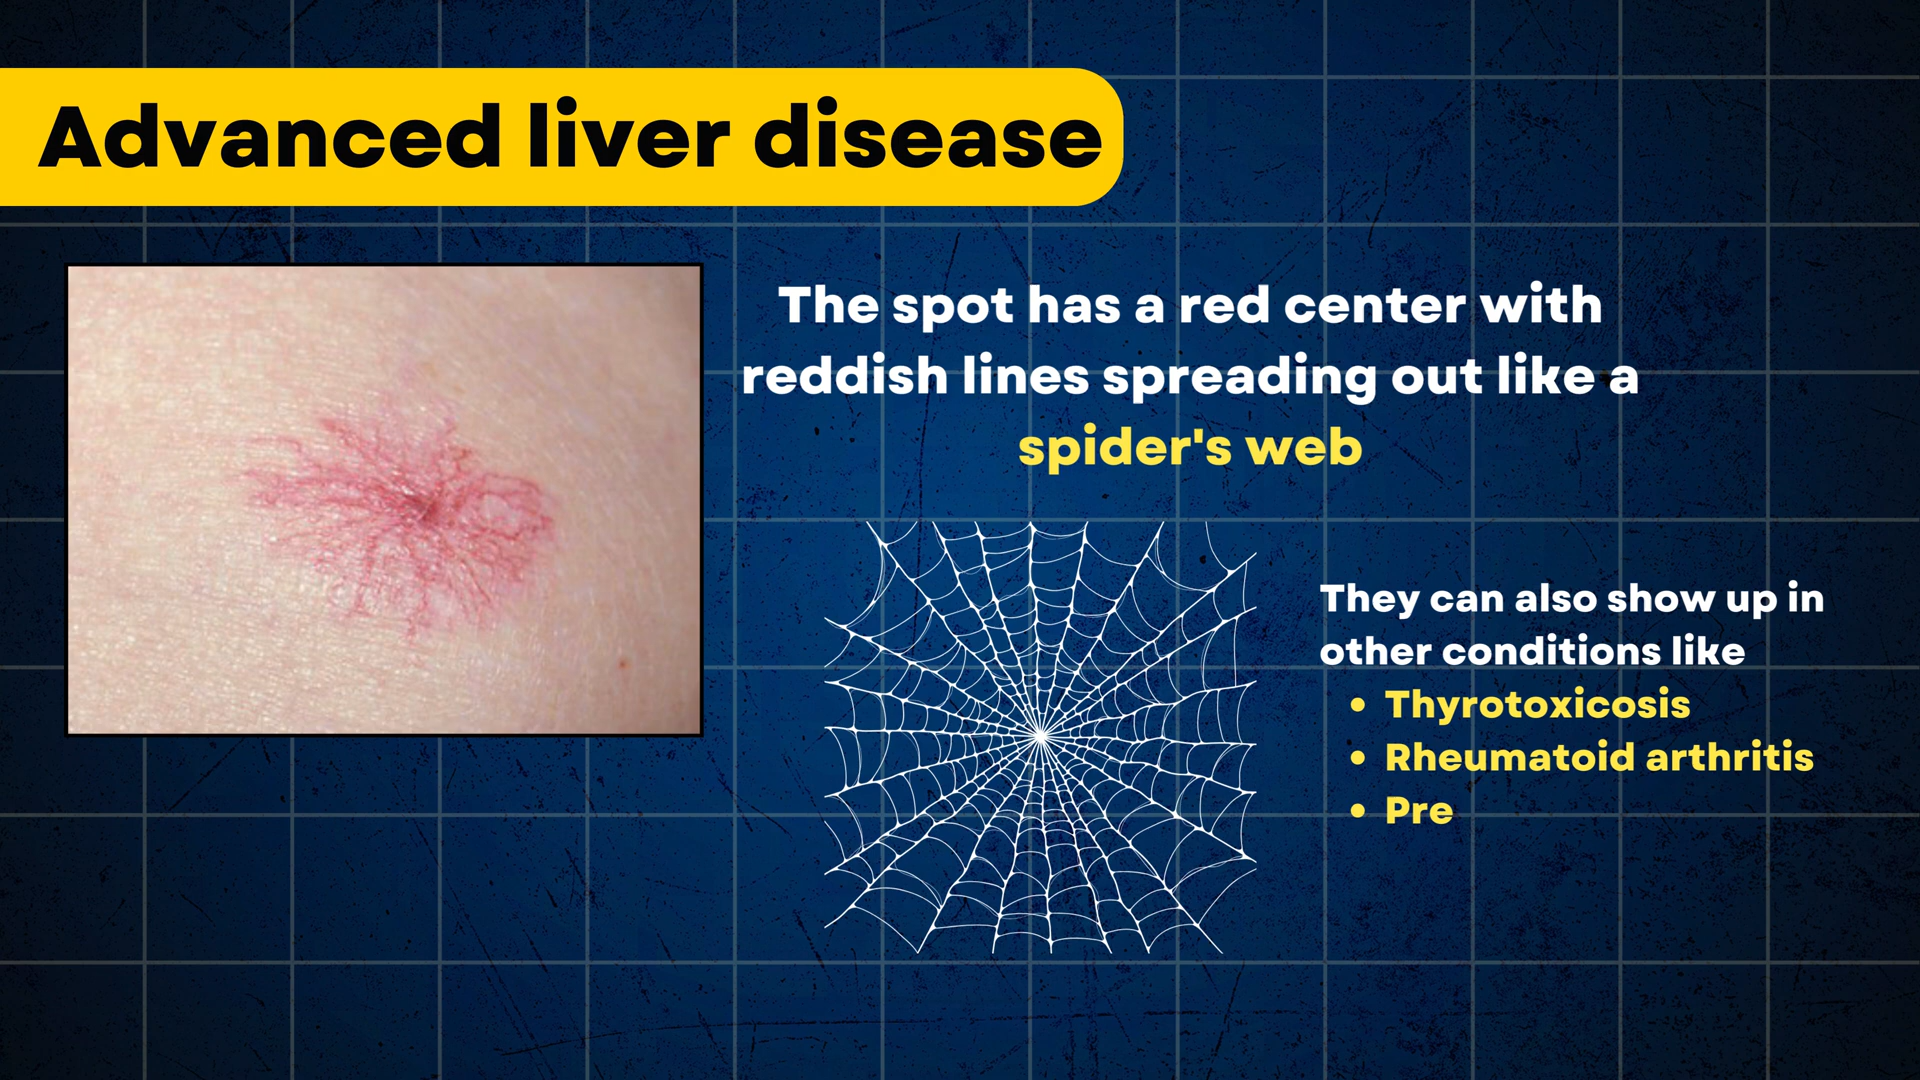 Advanced liver disease
The spot has a red center with
reddish lines spreading out like a
spider's web
They can also show up in
other conditions like
• Thyrotoxicosis
• Rheumatoid arthritis
• Pre